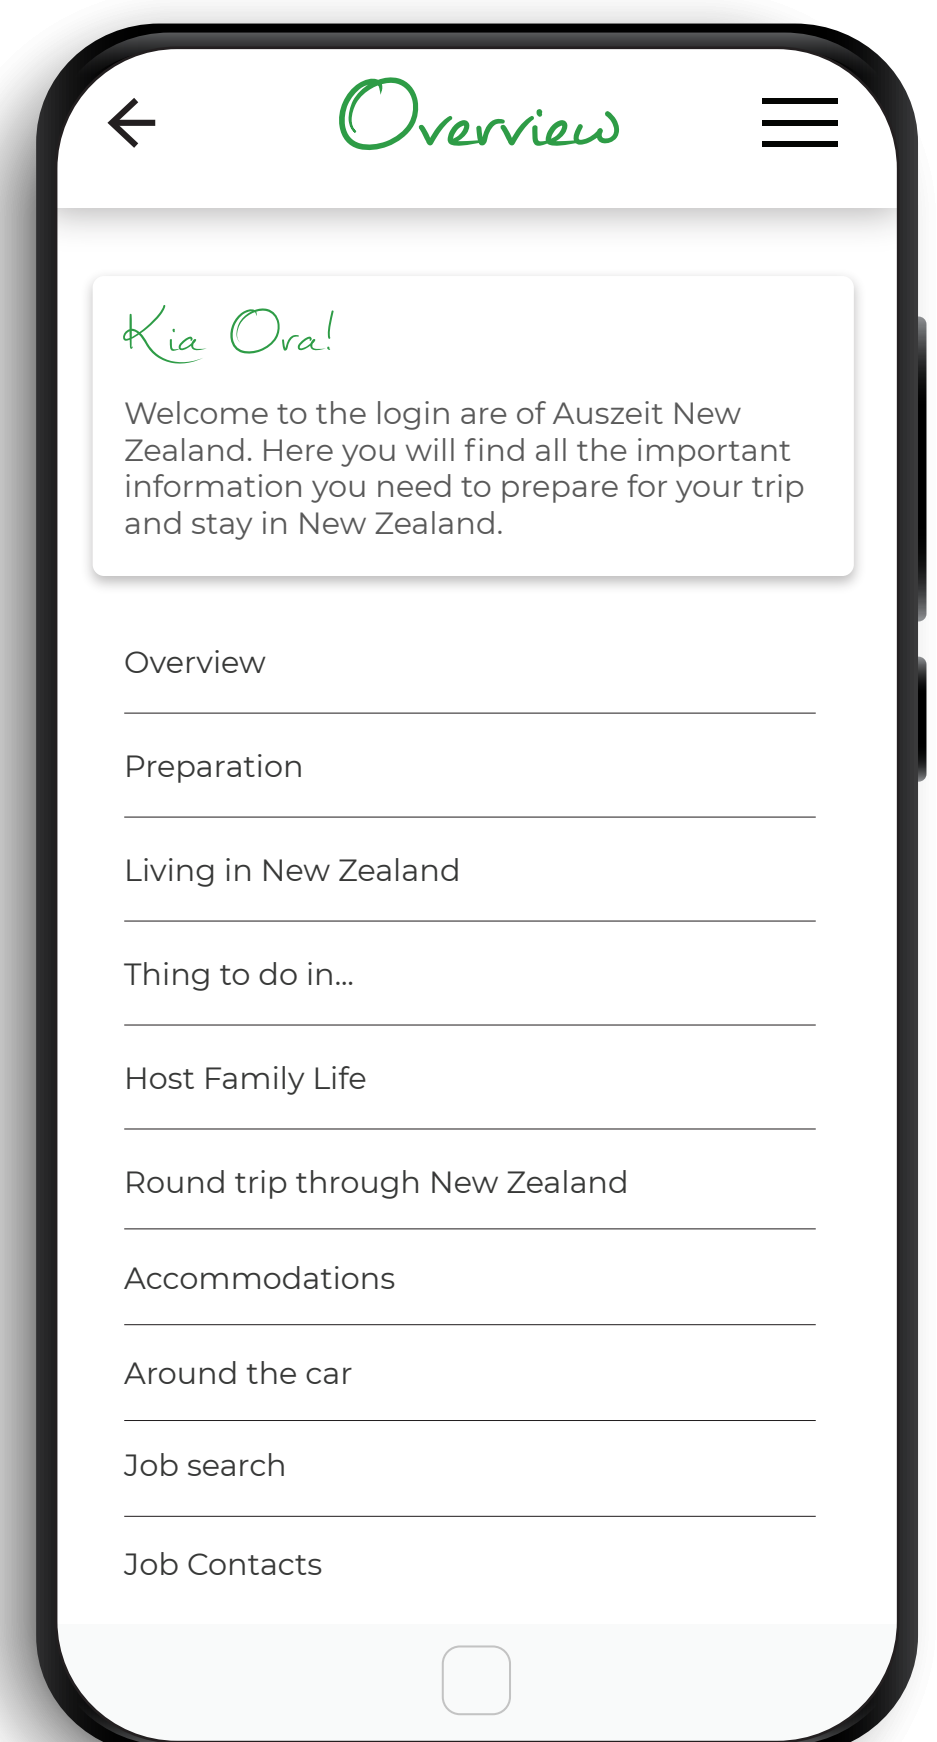 Overview
Kia Ora!
Welcome to the login are of Auszeit New
Zealand. Here you will find all the important
information you need to prepare for your trip
and stay in New Zealand.
Overview
Preparation
Living in New Zealand
Thing to do in...
Host Family Life
Round trip through New Zealand
Accommodations
Around the car
Job search
Job Contacts